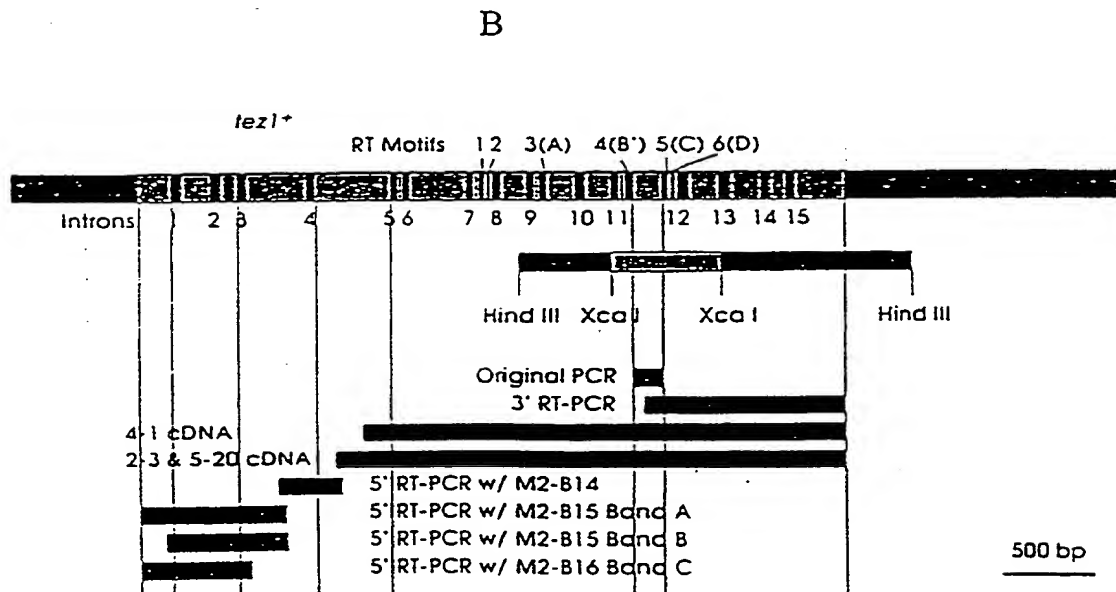 B
tez1+
RT Motifs 1 2 3(A) 4(B') 5(C) 6(D)
Introns 1 2 3 4 5 6 7 8 9 10 11 12 13 14 15
Hind III Xca I Xca I Hind III
Original PCR
3' RT-PCR
4-1 cDNA
2-3 & 5-20 cDNA
5' RT-PCR w/ M2-B14
5' RT-PCR w/ M2-B15 Band A
5' RT-PCR w/ M2-B15 Band B
5' RT-PCR w/ M2-B16 Band C
500 bp